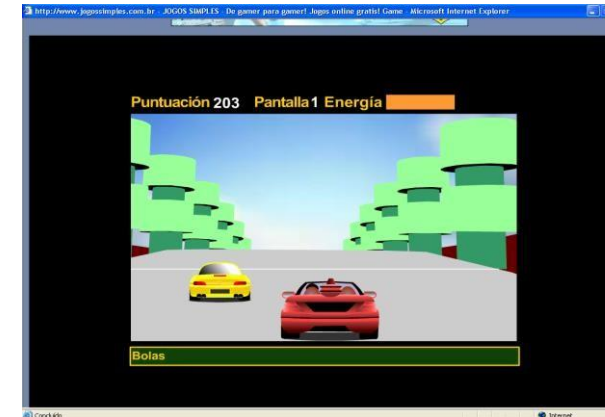 http://www.jogossimples.com.br - JOGOS SIMPLES - De gamer para gamer! Jogos online gratis! Game - Microsoft Internet Explorer
Puntuación 203 Pantalla 1 Energía
Bolas
Concluído Internet